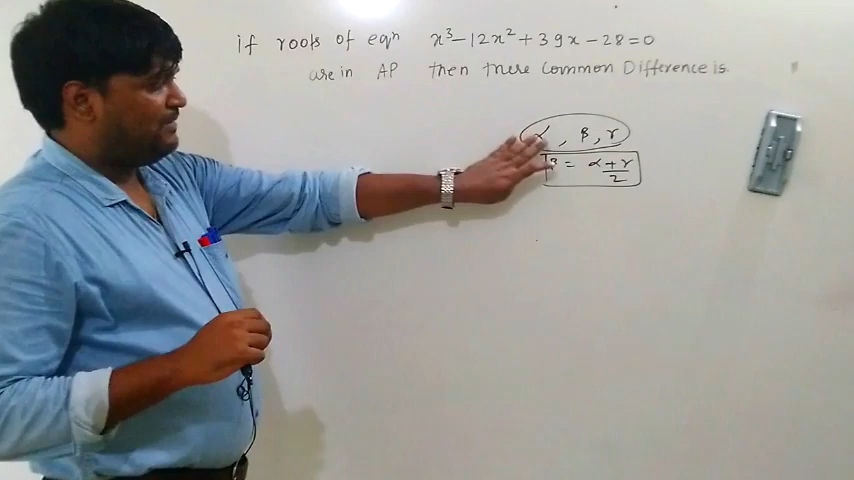 if roots of eqn x³-12x²+39x-28=0
are in AP then there Common Difference is
α, β, γ
β = α+γ/2